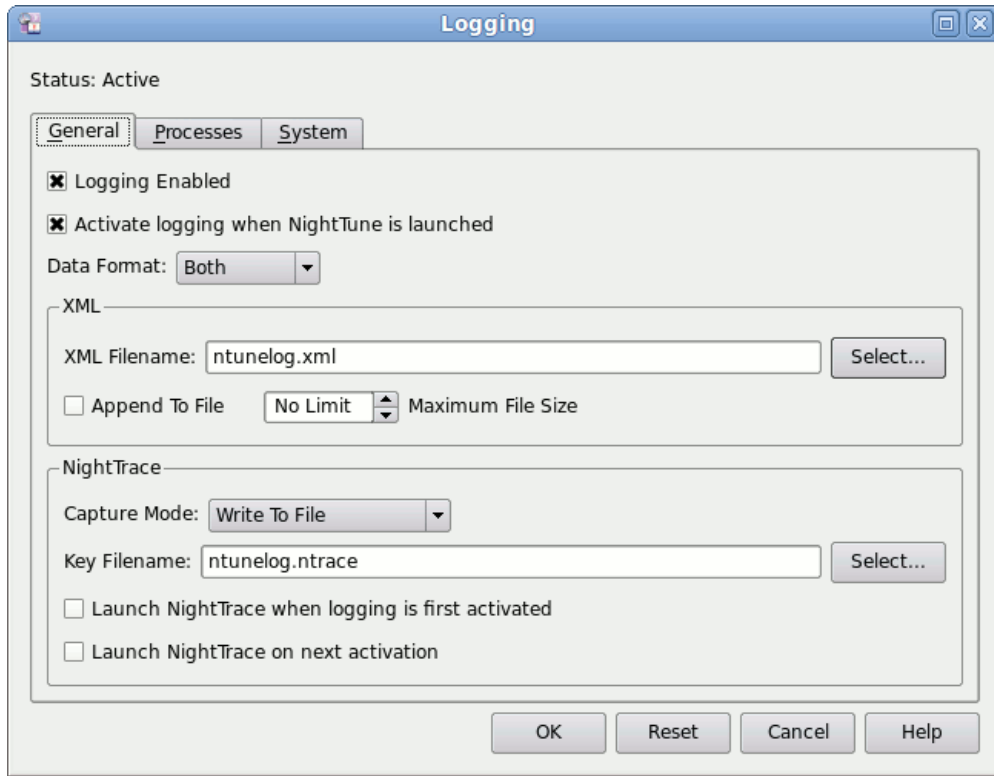 Logging
Status: Active
General Processes System
Logging Enabled
Activate logging when NightTune is launched
Data Format: Both
XML
XML Filename: ntunelog.xml Select...
Append To File No Limit Maximum File Size
NightTrace
Capture Mode: Write To File
Key Filename: ntunelog.ntrace Select...
Launch NightTrace when logging is first activated
Launch NightTrace on next activation
OK Reset Cancel Help